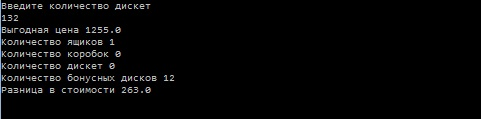 Введите количество дискет
132
Выгодная цена 1255.0
Количество ящиков 1
Количество коробок 0
Количество дискет 0
Количество бонусных дисков 12
Разница в стоимости 263.0